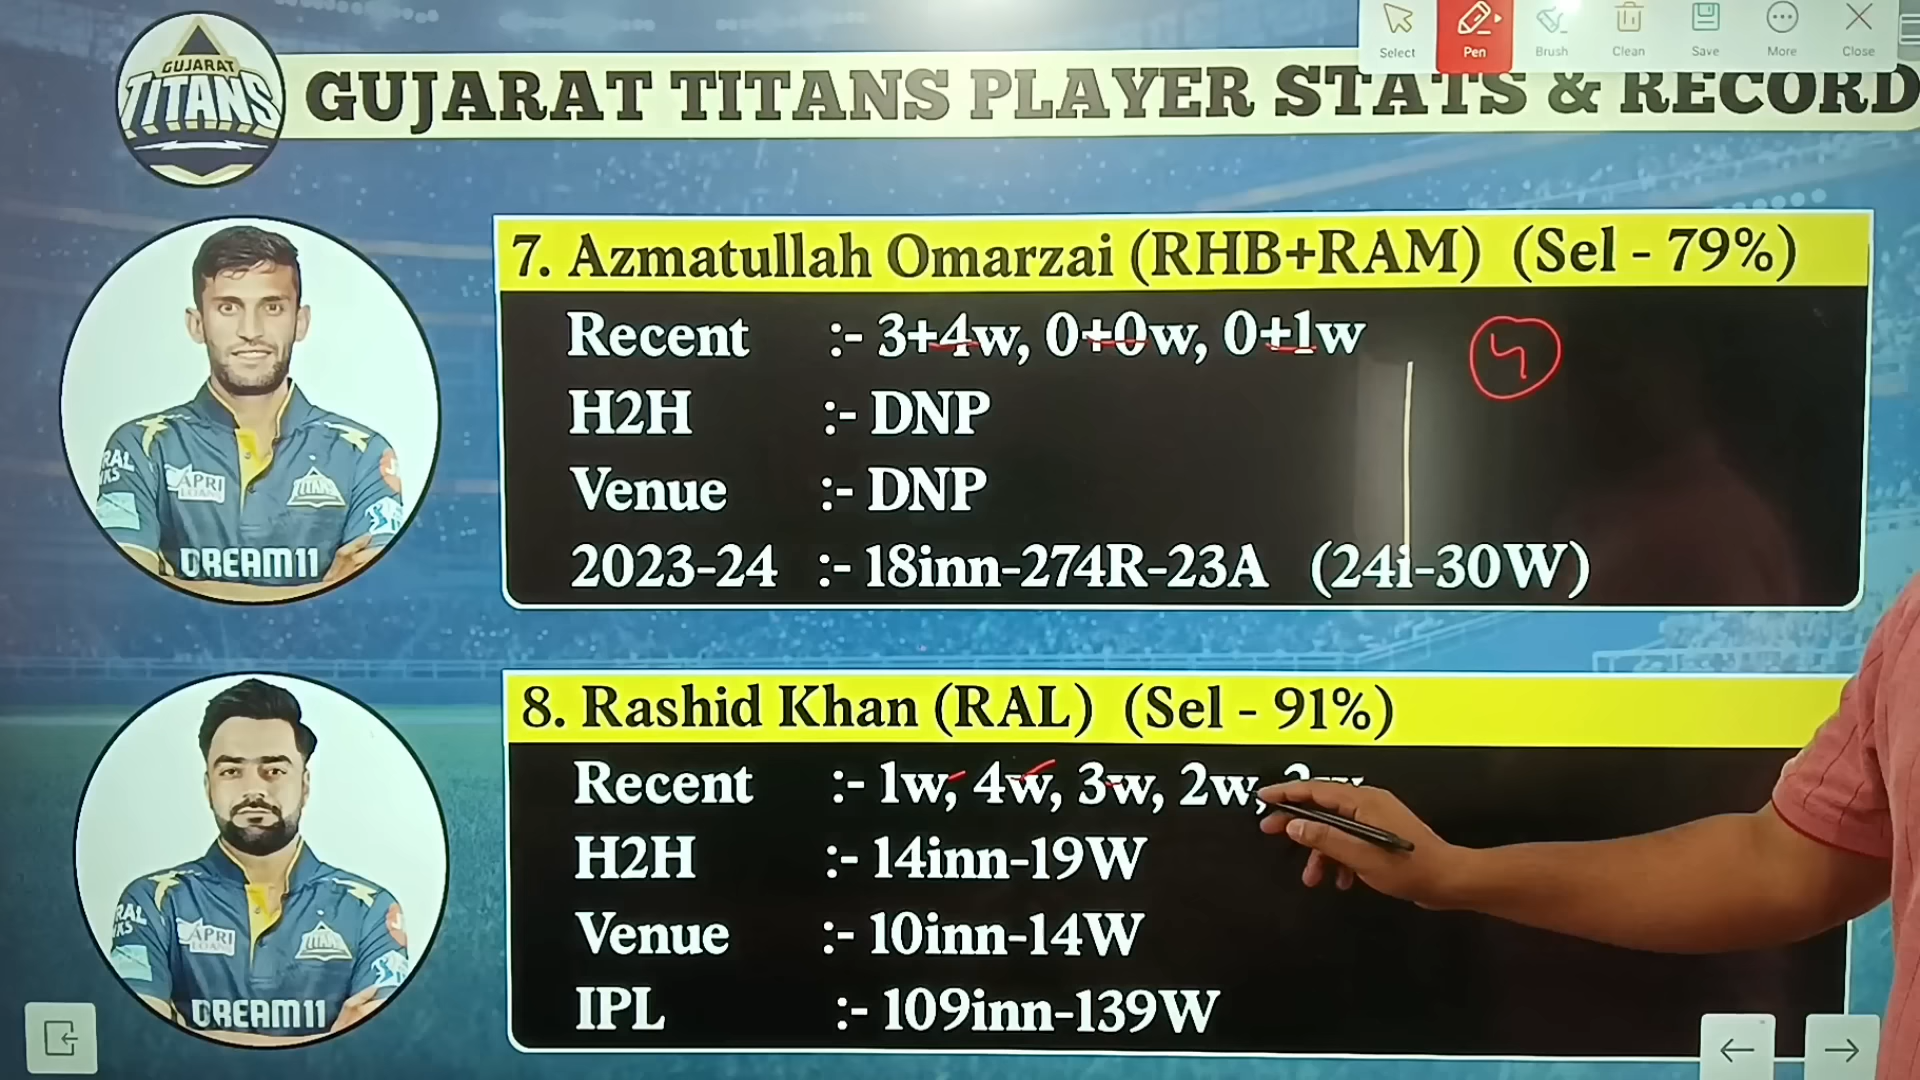 Select Pen Brush Clean Save More Close
GUJARAT TITANS
GUJARAT TITANS PLAYER STATS & RECORD
7. Azmatullah Omarzai (RHB+RAM) (Sel - 79%)
Recent :- 3+4w, 0+0w, 0+1w
4
H2H :- DNP
Venue :- DNP
2023-24 :- 18inn-274R-23A (24i-30W)
TITANS
DREAM11
8. Rashid Khan (RAL) (Sel - 91%)
Recent :- 1w, 4w, 3w, 2w,
H2H :- 14inn-19W
Venue :- 10inn-14W
IPL :- 109inn-139W
TITANS
DREAM11